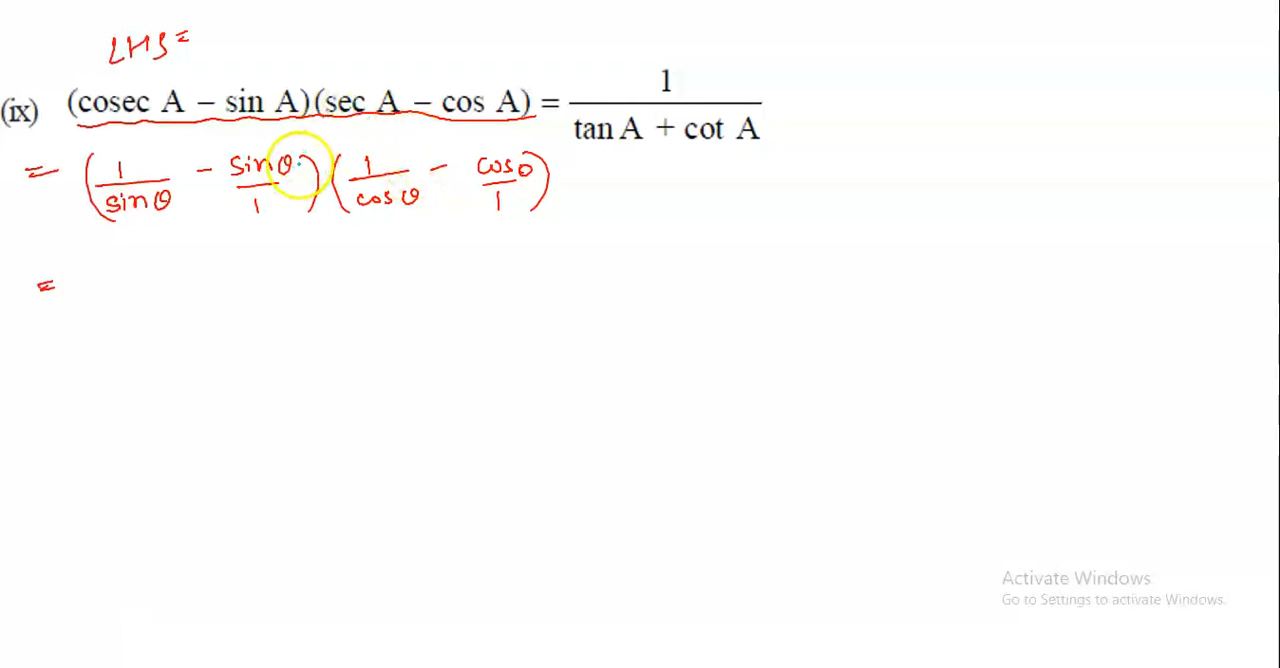 LHS =
(ix) (cosec A – sin A)(sec A – cos A) = 1/(tan A + cot A)
= (1/sinθ - sinθ/1)(1/cosθ - cosθ/1)
=
Activate Windows
Go to Settings to activate Windows.